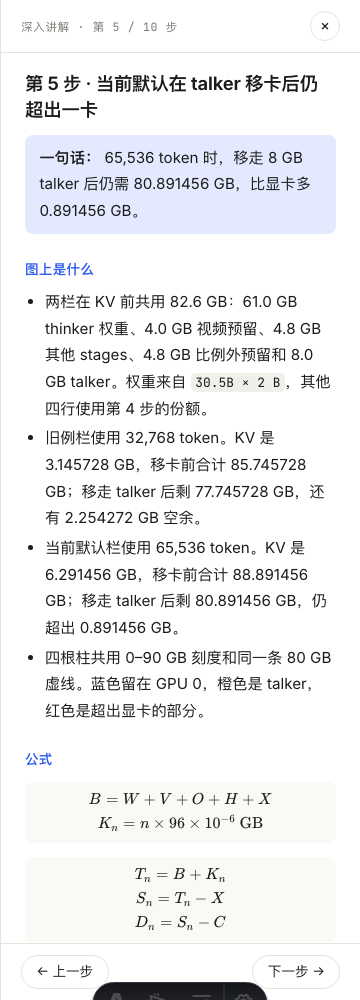 深入讲解 · 第 5 / 10 步
×
第 5 步 · 当前默认在 talker 移卡后仍
超出一卡
一句话： 65,536 token 时，移走 8 GB
talker 后仍需 80.891456 GB，比显卡多
0.891456 GB。
图上是什么
• 两栏在 KV 前共用 82.6 GB：61.0 GB
thinker 权重、4.0 GB 视频预留、4.8 GB
其他 stages、4.8 GB 比例外预留和 8.0
GB talker。权重来自 30.5B × 2 B，其他
四行使用第 4 步的份额。
• 旧例栏使用 32,768 token。KV 是
3.145728 GB，移卡前合计 85.745728
GB；移走 talker 后剩 77.745728 GB，还
有 2.254272 GB 空余。
• 当前默认栏使用 65,536 token。KV 是
6.291456 GB，移卡前合计 88.891456
GB；移走 talker 后剩 80.891456 GB，仍
超出 0.891456 GB。
• 四根柱共用 0–90 GB 刻度和同一条 80 GB
虚线。蓝色留在 GPU 0，橙色是 talker，
红色是超出显卡的部分。
公式
B = W + V + O + H + X
Kₙ = n × 96 × 10⁻⁶ GB
Tₙ = B + Kₙ
Sₙ = Tₙ − X
Dₙ = Sₙ − C
← 上一步
下一步 →